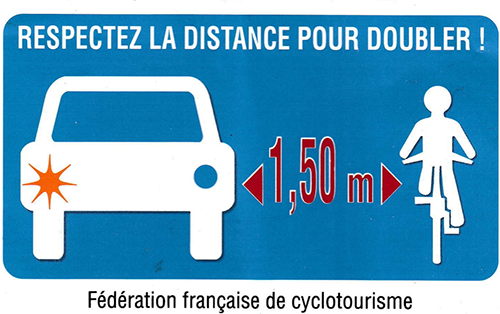 RESPECTEZ LA DISTANCE POUR DOUBLER !
1,50 m
Fédération française de cyclotourisme